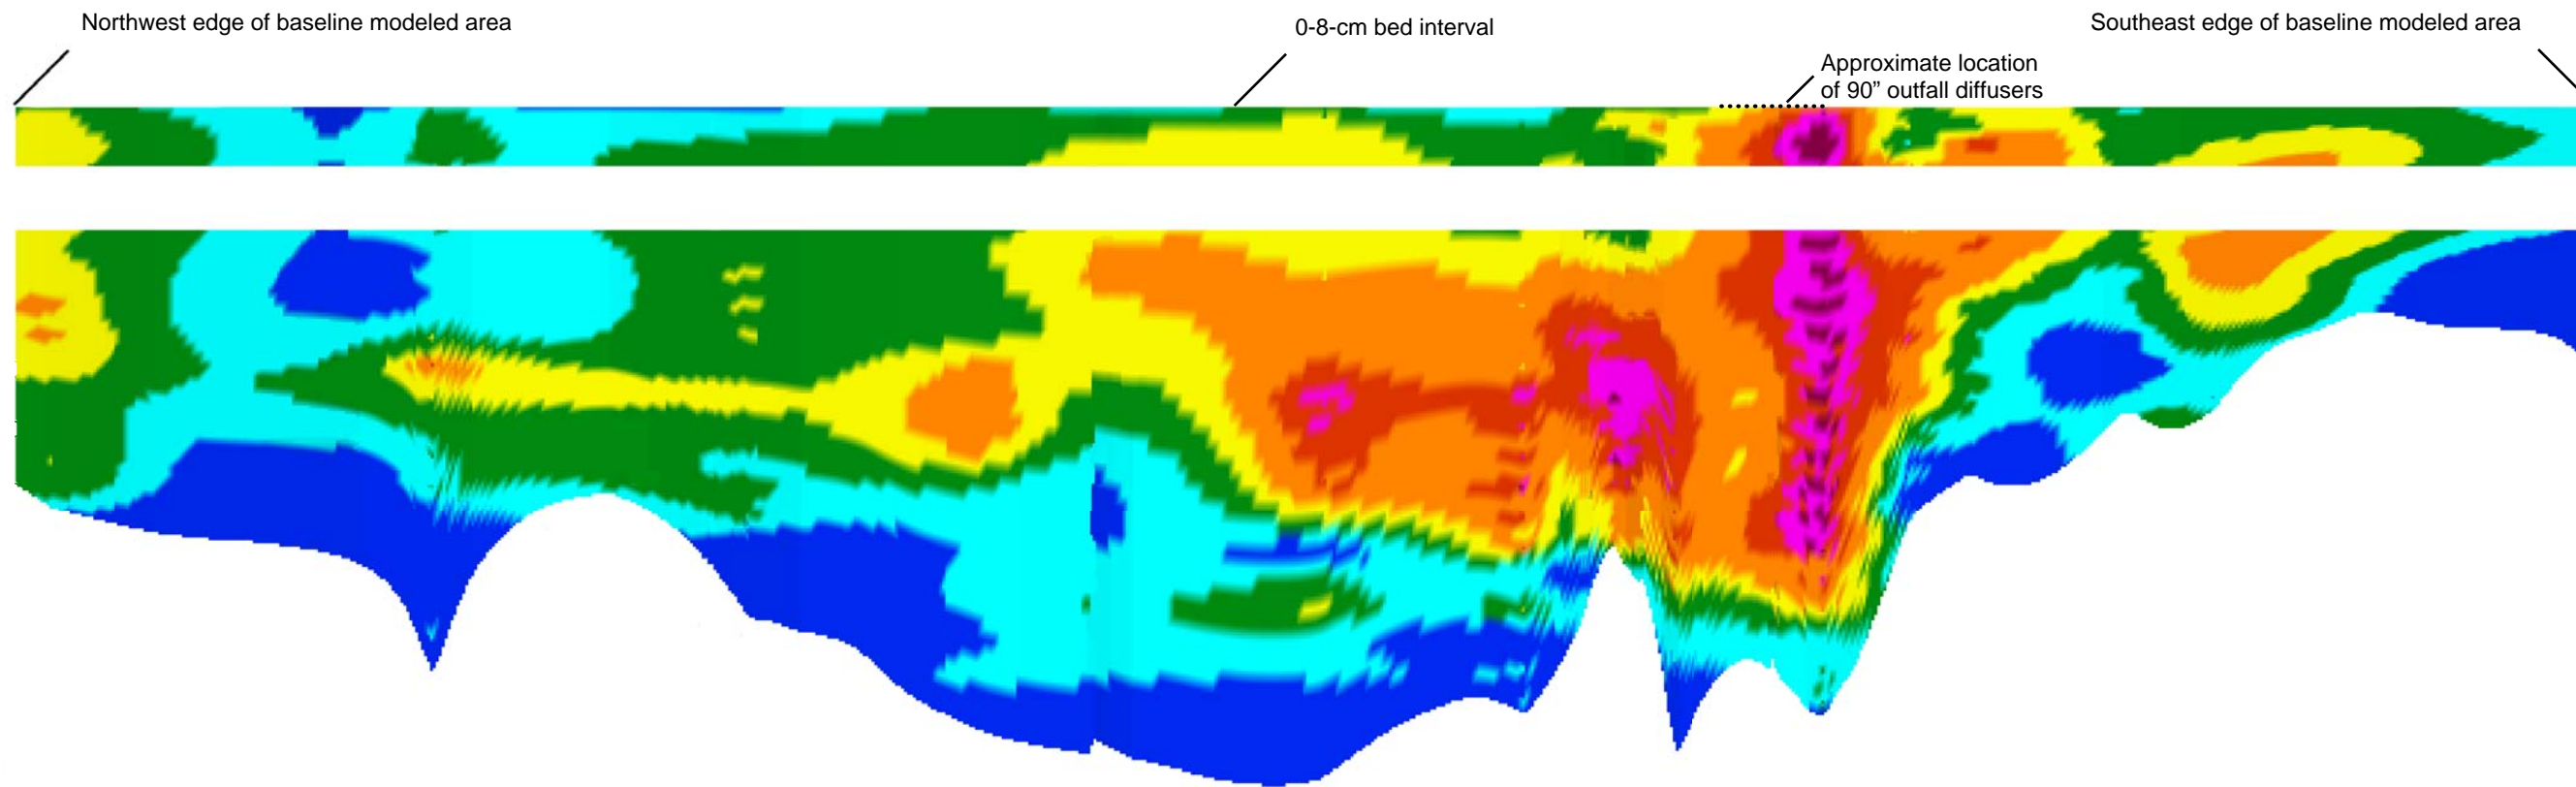 Northwest edge of baseline modeled area
0-8-cm bed interval
Southeast edge of baseline modeled area
Approximate location
of 90” outfall diffusers